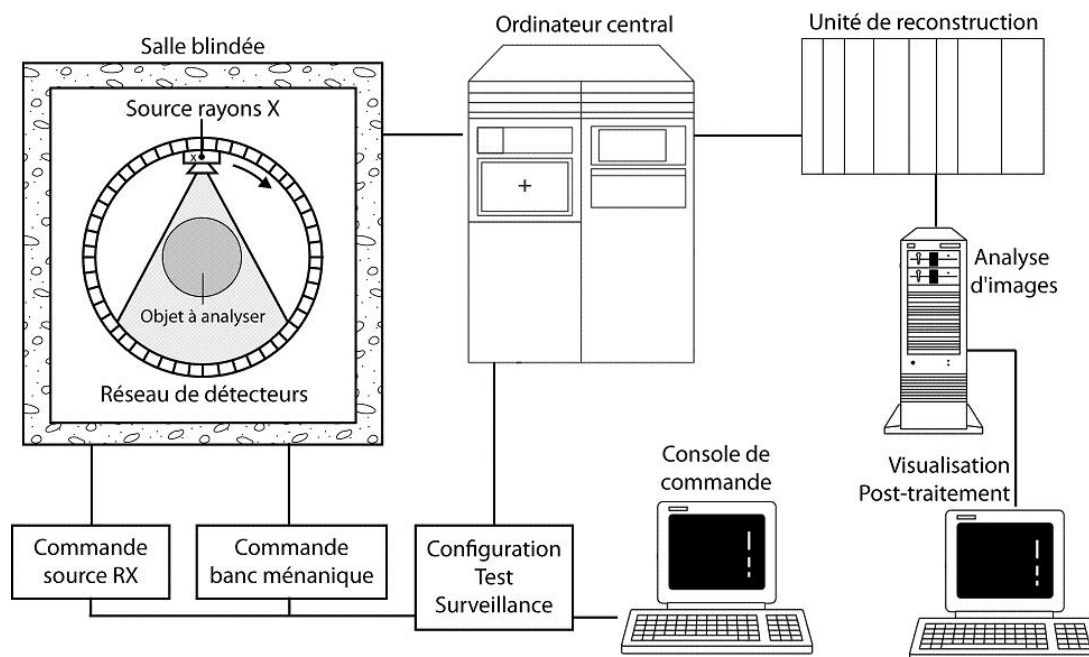 Ordinateur central
Unité de reconstruction
Salle blindée
Source rayons X
x
Objet à analyser
Réseau de détecteurs
Analyse
d'images
Console de
commande
Visualisation
Post-traitement
Commande
source RX
Commande
banc ménanique
Configuration
Test
Surveillance